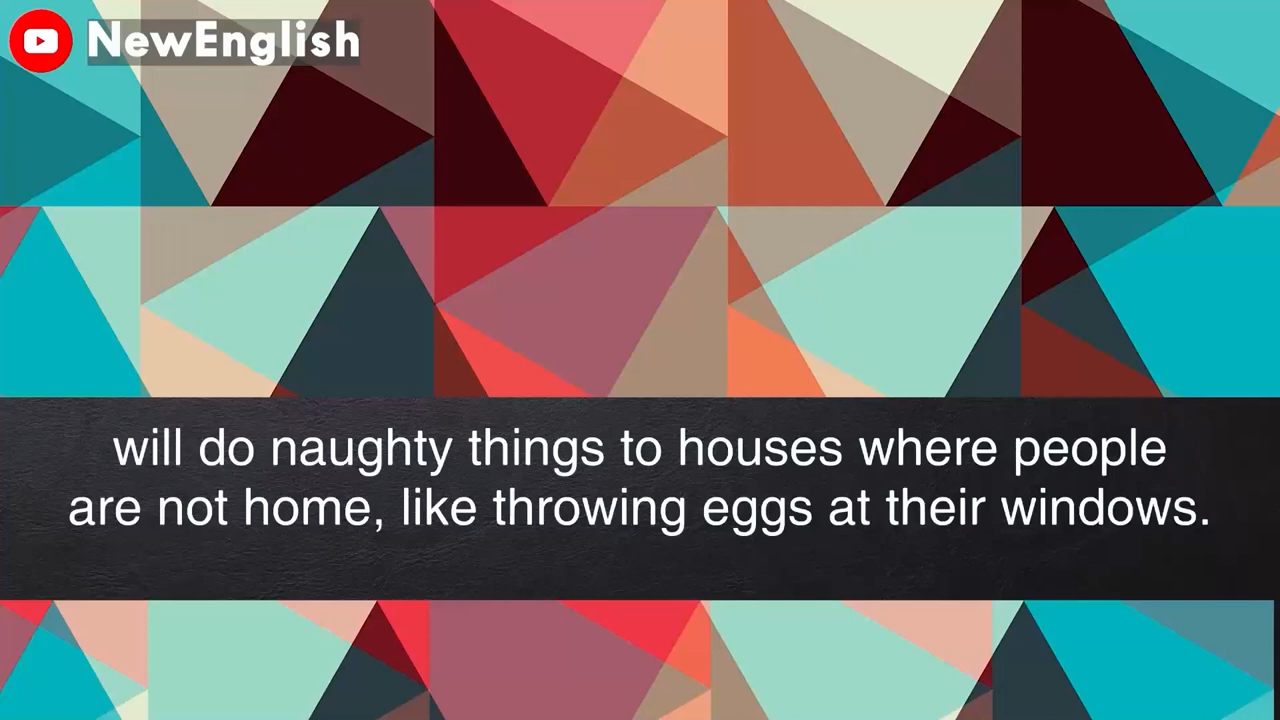 NewEnglish
will do naughty things to houses where people
are not home, like throwing eggs at their windows.